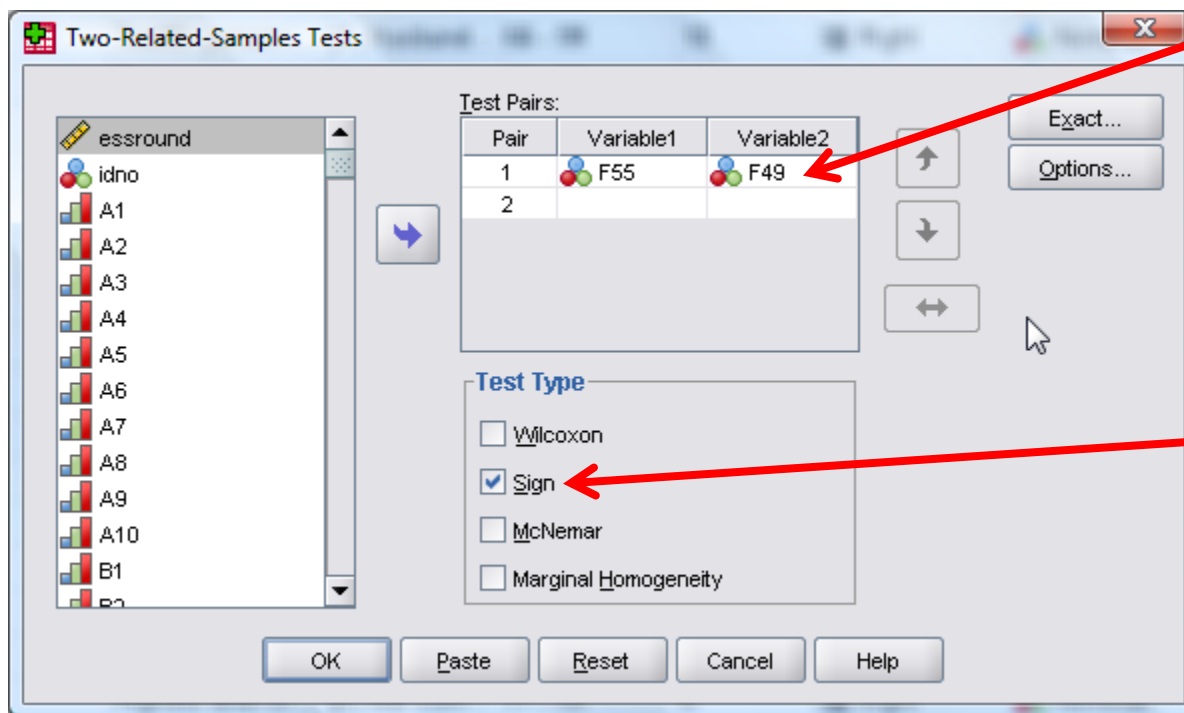 Two-Related-Samples Tests
essround
idno
A1
A2
A3
A4
A5
A6
A7
A8
A9
A10
B1
Test Pairs:
Pair Variable1 Variable2
1 F55 F49
2
Exact...
Options...
Test Type
Wilcoxon
Sign
McNemar
Marginal Homogeneity
OK Paste Reset Cancel Help